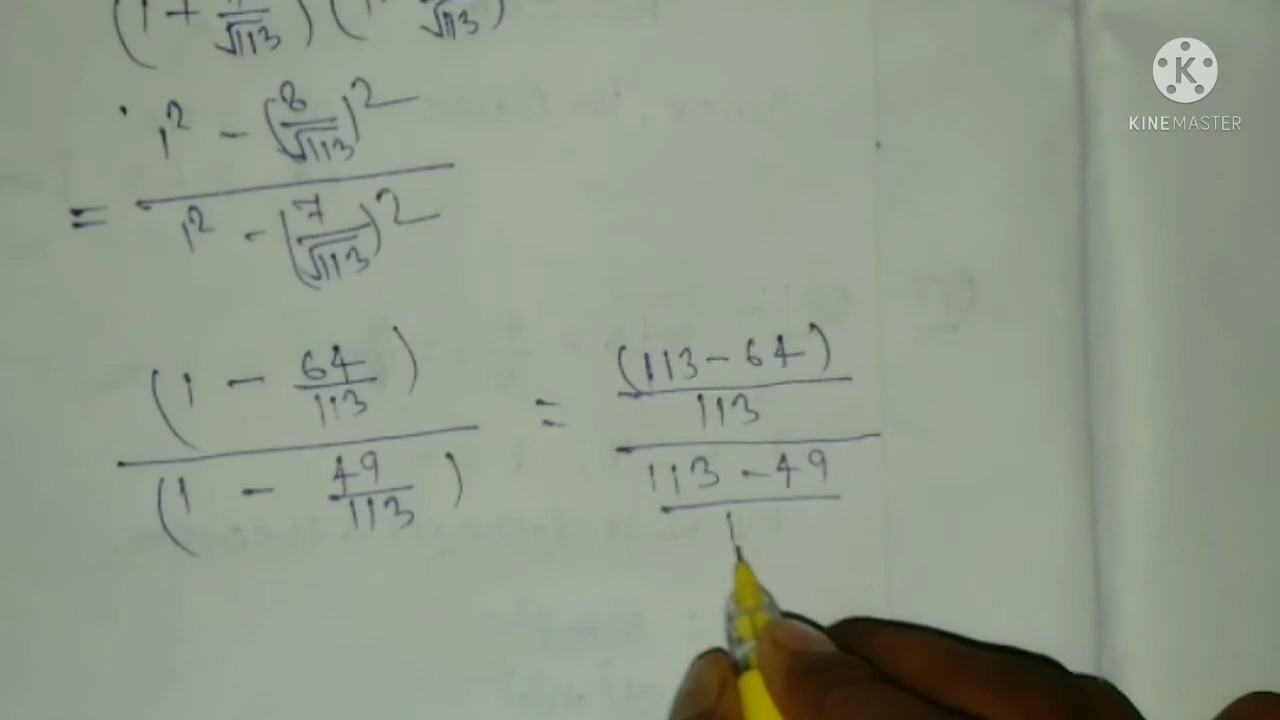 (1 + 7/√113) (1 - 7/√113)
= 1² - (8/√113)² / 1² - (7/√113)²
(1 - 64/113) / (1 - 49/113) = (113 - 64)/113 / 113 - 49/1
K
KINEMASTER